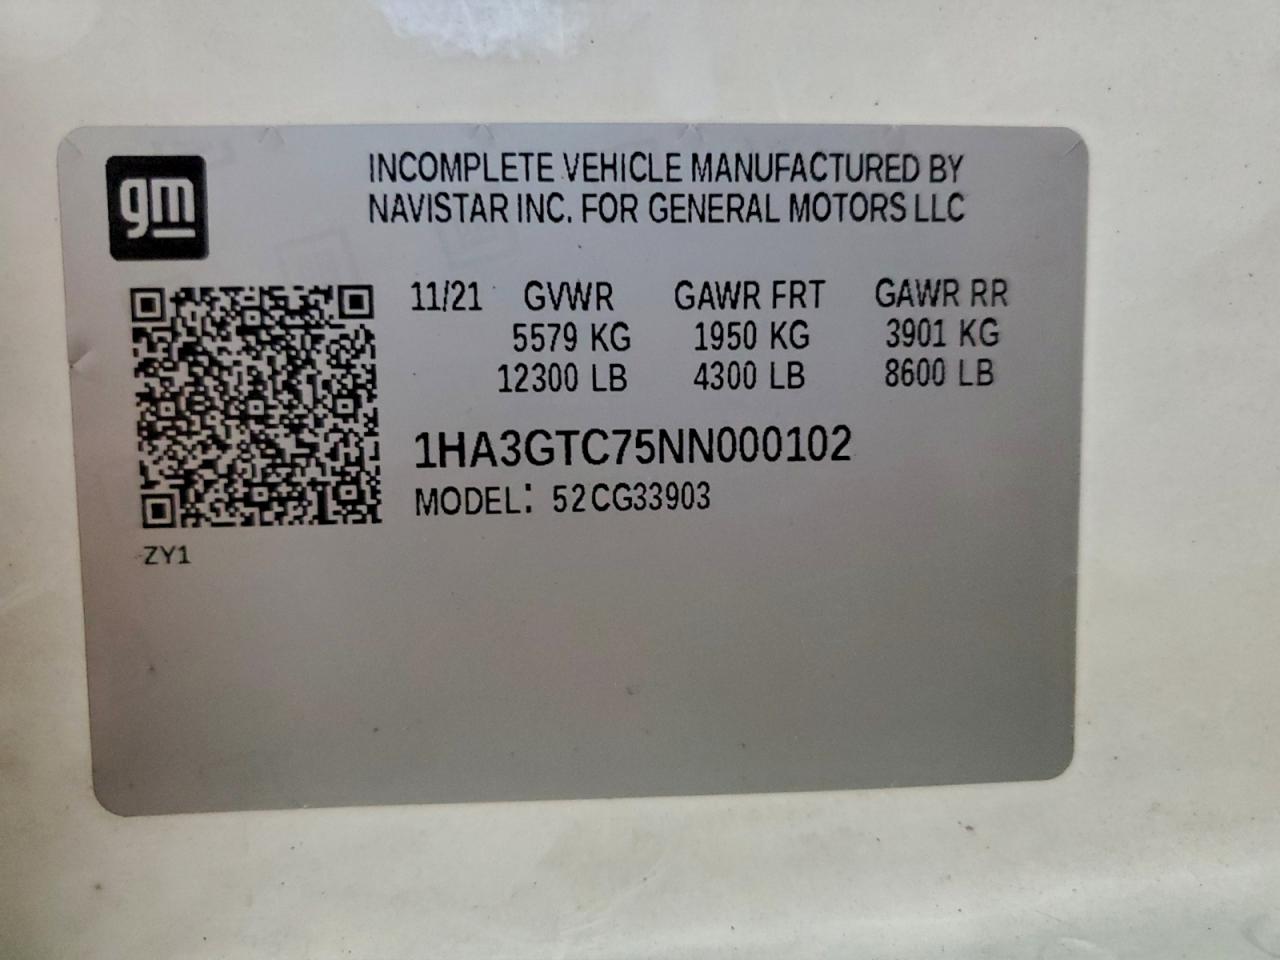 gm
INCOMPLETE VEHICLE MANUFACTURED BY
NAVISTAR INC. FOR GENERAL MOTORS LLC
11/21 GVWR GAWR FRT GAWR RR
5579 KG 1950 KG 3901 KG
12300 LB 4300 LB 8600 LB
1HA3GTC75NN000102
MODEL: 52CG33903
ZY1